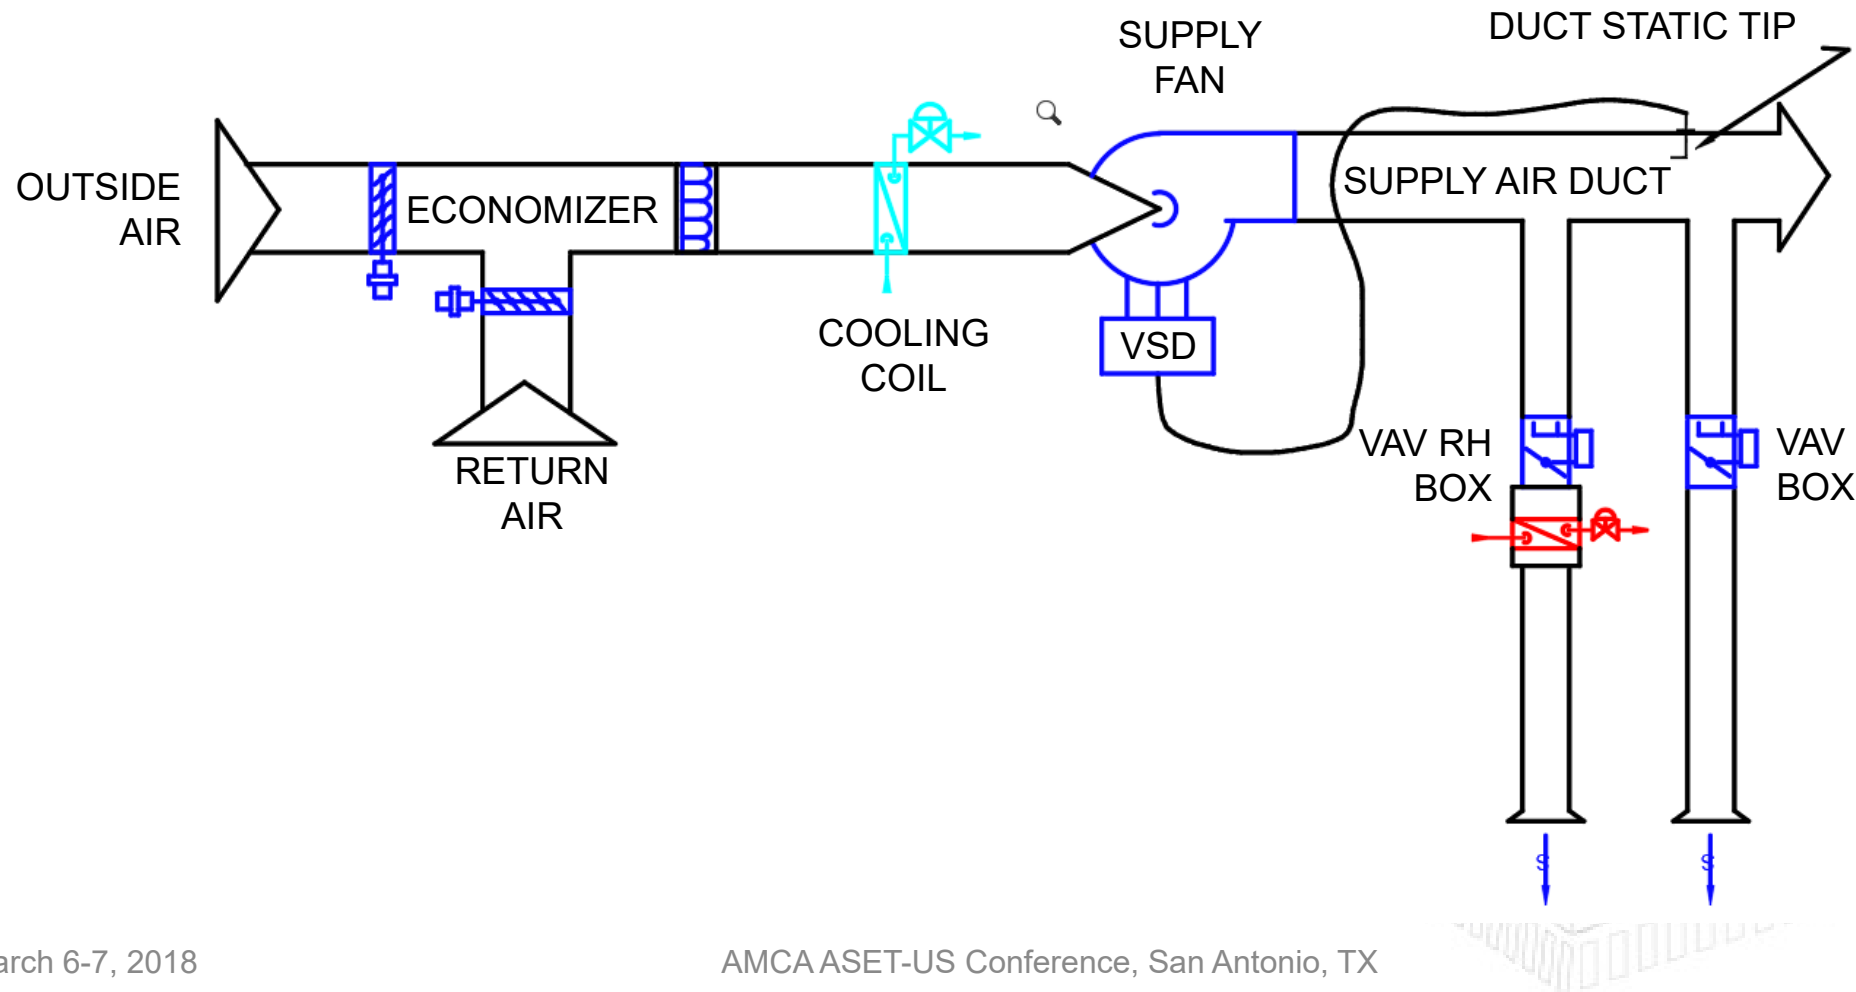 DUCT STATIC TIP
SUPPLY
FAN
OUTSIDE
AIR
ECONOMIZER
SUPPLY AIR DUCT
COOLING
COIL
VSD
RETURN
AIR
VAV RH
BOX
VAV
BOX
S
S
arch 6-7, 2018
AMCA ASET-US Conference, San Antonio, TX